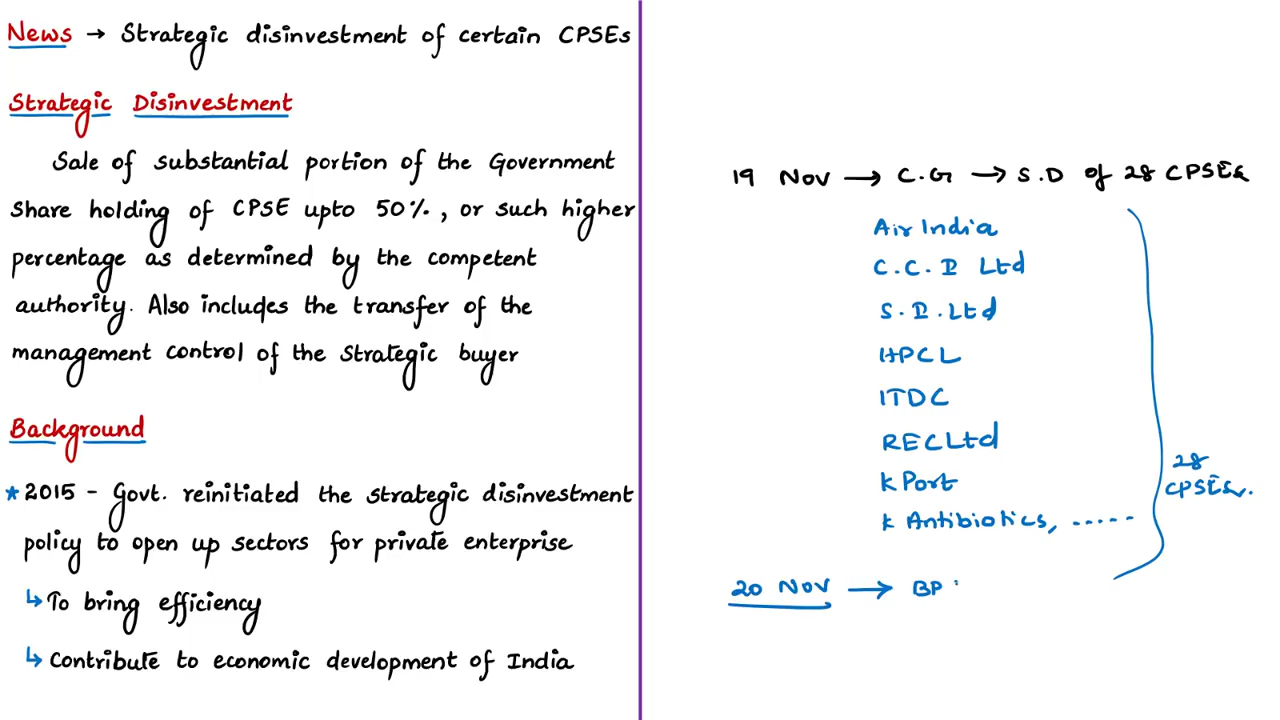 News → Strategic disinvestment of certain CPSEs
Strategic Disinvestment
Sale of substantial portion of the Government
Share holding of CPSE upto 50%, or such higher
percentage as determined by the competent
authority. Also includes the transfer of the
management control of the strategic buyer
Background
* 2015 - Govt. reinitiated the strategic disinvestment
policy to open up sectors for private enterprise
↳ To bring efficiency
↳ Contribute to economic development of India
19 Nov → C.G → S.D of 28 CPSEs
Air India
C.C.I Ltd
S.I.Ltd
HPCL
ITDC
RECLtd
K Port
K Antibiotics, .....
28
CPSEs.
20 Nov → BP